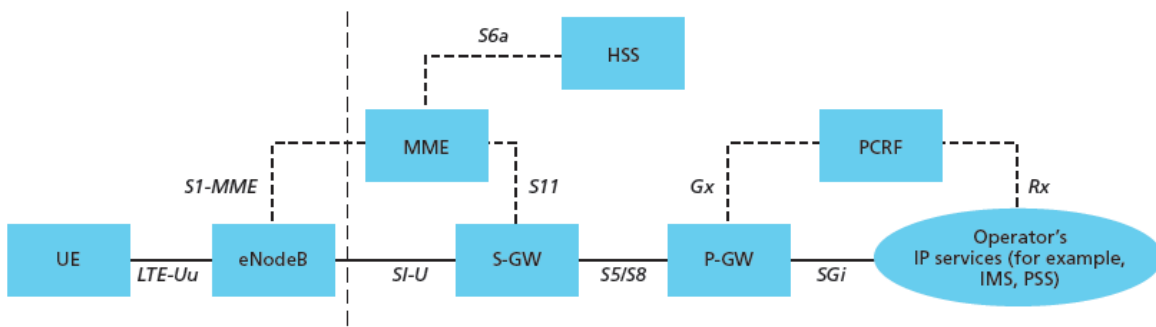 S6a
HSS
MME
PCRF
S1-MME
S11
Gx
Rx
UE
eNodeB
S-GW
P-GW
Operator's
IP services (for example,
IMS, PSS)
LTE-Uu
SI-U
S5/S8
SGi